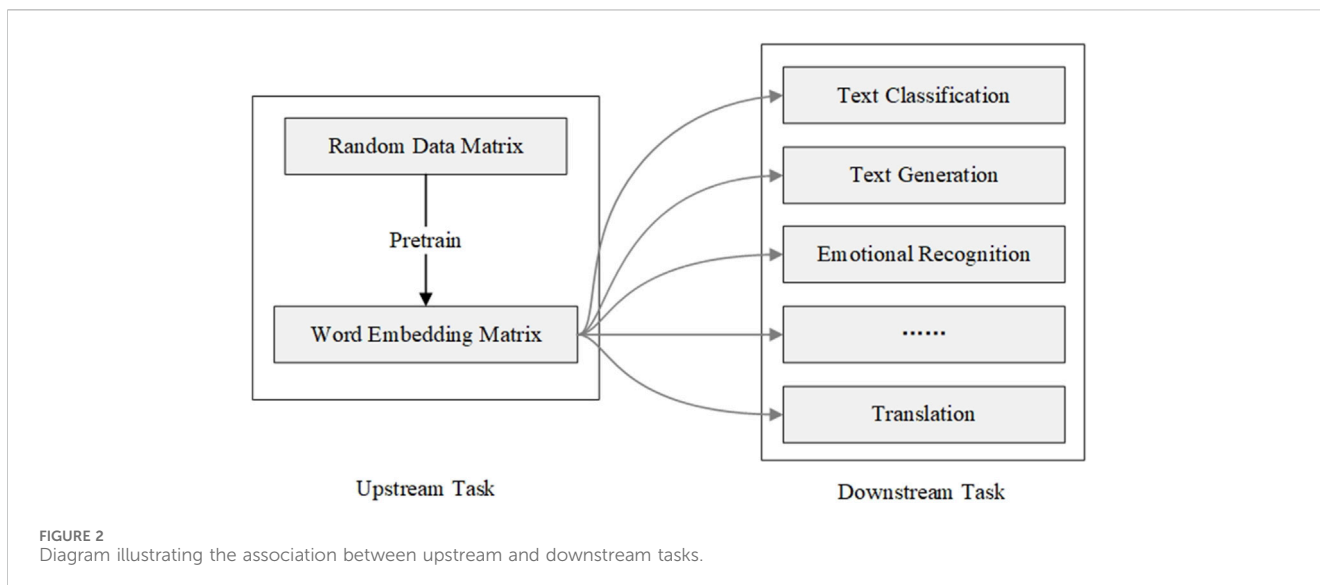 Random Data Matrix
Pretrain
Word Embedding Matrix
Upstream Task
Text Classification
Text Generation
Emotional Recognition
······
Translation
Downstream Task
FIGURE 2
Diagram illustrating the association between upstream and downstream tasks.